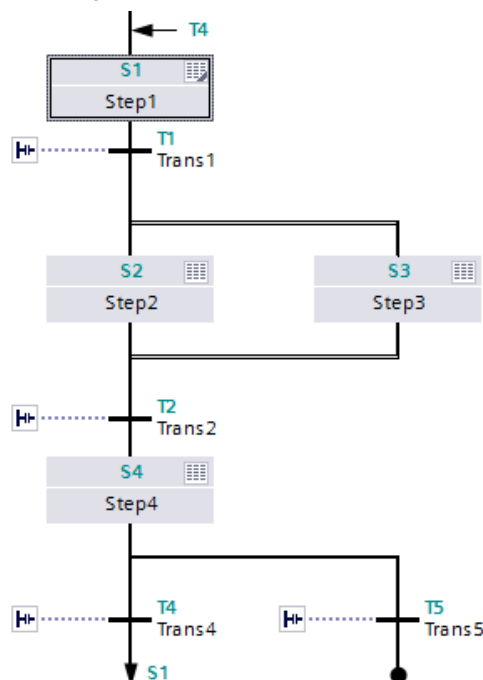 T4
S1
Step1
T1
Trans1
S2
S3
Step2
Step3
T2
Trans2
S4
Step4
T4
T5
Trans4
Trans5
S1